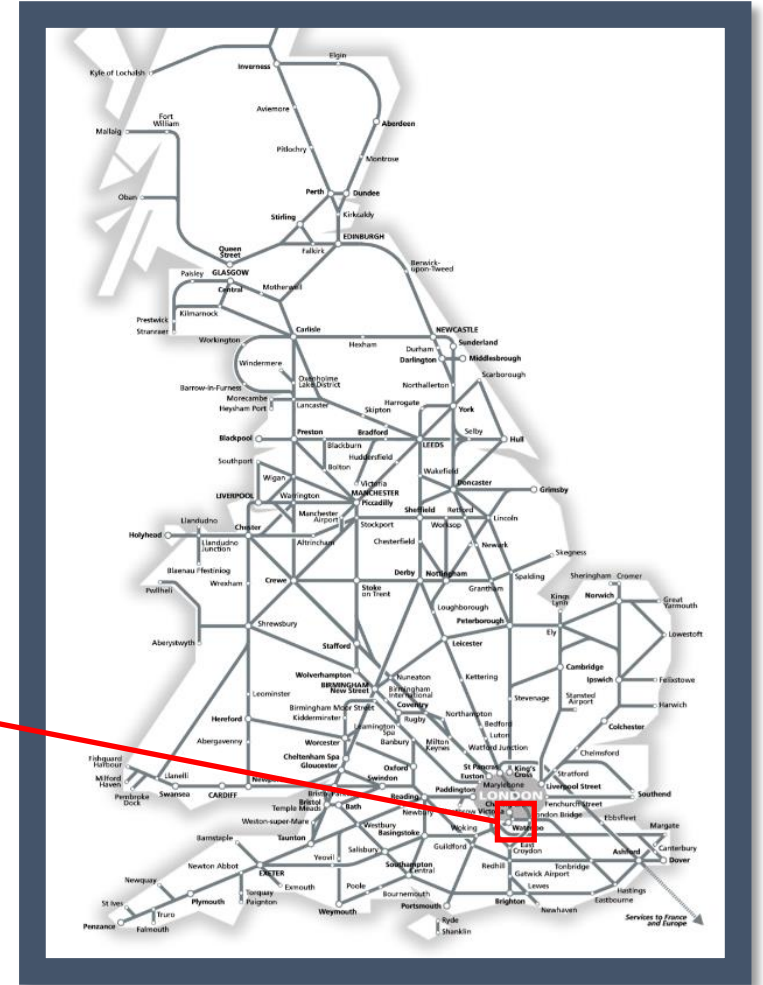 Elgin
Inverness
Kyle of Lochalsh
Aviemore
Fort
William
Mallaig
Aberdeen
Pitlochry
Montrose
Perth
Dundee
Oban
Stirling
Kirkcaldy
EDINBURGH
Queen
Street
Falkirk
Berwick-
upon-Tweed
Paisley
GLASGOW
Central
Motherwell
Prestwick
Kilmarnock
Stranraer
Carlisle
NEWCASTLE
Workington
Hexham
Durham
Sunderland
Darlington
Middlesbrough
Windermere
Scarborough
Oxenholme
Lake District
Barrow-in-Furness
Northallerton
Morecambe
Lancaster
Harrogate
York
Heysham Port
Skipton
Blackpool
Preston
Bradford
Selby
Hull
Blackburn
LEEDS
Southport
Huddersfield
Bolton
Wakefield
Wigan
Victoria
Doncaster
Grimsby
LIVERPOOL
Warrington
MANCHESTER
Piccadilly
Llandudno
Manchester
Airport
Sheffield
Retford
Lincoln
Holyhead
Chester
Stockport
Worksop
Llandudno
Junction
Altrincham
Chesterfield
Newark
Skegness
Blaenau Ffestiniog
Derby
Nottingham
Spalding
Sheringham
Cromer
Pwllheli
Wrexham
Crewe
Stoke
on Trent
Grantham
Kings
Lynn
Norwich
Great
Yarmouth
Loughborough
Shrewsbury
Peterborough
Ely
Lowestoft
Aberystwyth
Stafford
Leicester
Cambridge
Wolverhampton
Nuneaton
Kettering
Ipswich
Felixstowe
BIRMINGHAM
New Street
Birmingham
International
Stansted
Airport
Leominster
Coventry
Stevenage
Harwich
Birmingham Moor Street
Northampton
Hereford
Kidderminster
Rugby
Bedford
Colchester
Leamington
Spa
Milton
Keynes
Luton
Worcester
Banbury
Watford Junction
Chelmsford
Abergavenny
Cheltenham Spa
Fishguard
Harbour
Gloucester
Oxford
St Pancras
King's
Cross
Euston
Stratford
Llanelli
Swindon
Marylebone
Milford
Haven
Paddington
Liverpool Street
Reading
LONDON
Southend
Pembroke
Dock
Swansea
CARDIFF
Bristol
Temple Meads
Bath
Newbury
Victoria
Fenchurch Street
London Bridge
Ebbsfleet
Weston-super-Mare
Westbury
Woking
Waterloo
Margate
Barnstaple
Taunton
Basingstoke
East
Croydon
Canterbury
Yeovil
Salisbury
Guildford
Ashford
Dover
Newton Abbot
Southampton
Central
Redhill
Tonbridge
Newquay
EXETER
Gatwick Airport
Exmouth
Poole
Lewes
Hastings
Torquay
Bournemouth
Eastbourne
St Ives
Plymouth
Paignton
Weymouth
Portsmouth
Brighton
Newhaven
Truro
Ryde
Services to France
and Europe
Penzance
Falmouth
Shanklin